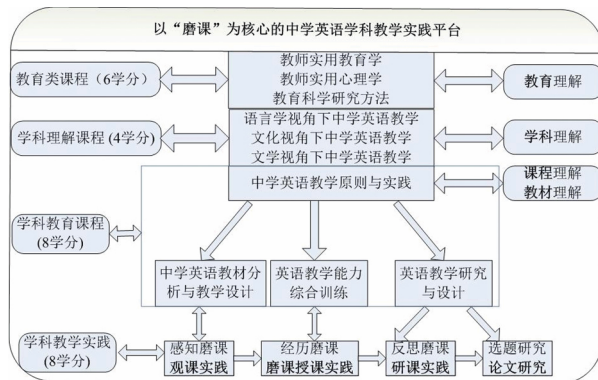 以“磨课”为核心的中学英语学科教学实践平台
教育类课程（6学分）
教师实用教育学
教师实用心理学
教育科学研究方法
教育理解
学科理解课程 (4学分）
语言学视角下中学英语教学
文化视角下中学英语教学
文学视角下中学英语教学
学科理解
中学英语教学原则与实践
课程理解
教材理解
学科教育课程
(8学分）
中学英语教材分
析与教学设计
英语教学能力
综合训练
英语教学研究
与设计
学科教学实践
(8学分）
感知磨课
观课实践
经历磨课
磨课授课实践
反思磨课
研课实践
选题研究
论文研究